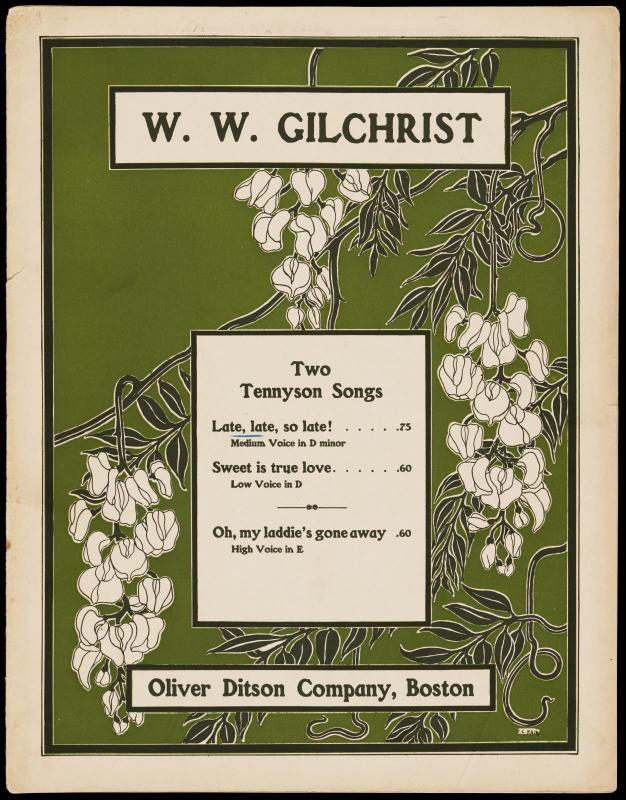 W. W. GILCHRIST
Two
Tennyson Songs
Late, late, so late! . . . . . .75
Medium Voice in D minor
Sweet is true love. . . . . . .60
Low Voice in D
Oh, my laddie's gone away .60
High Voice in E
Oliver Ditson Company, Boston